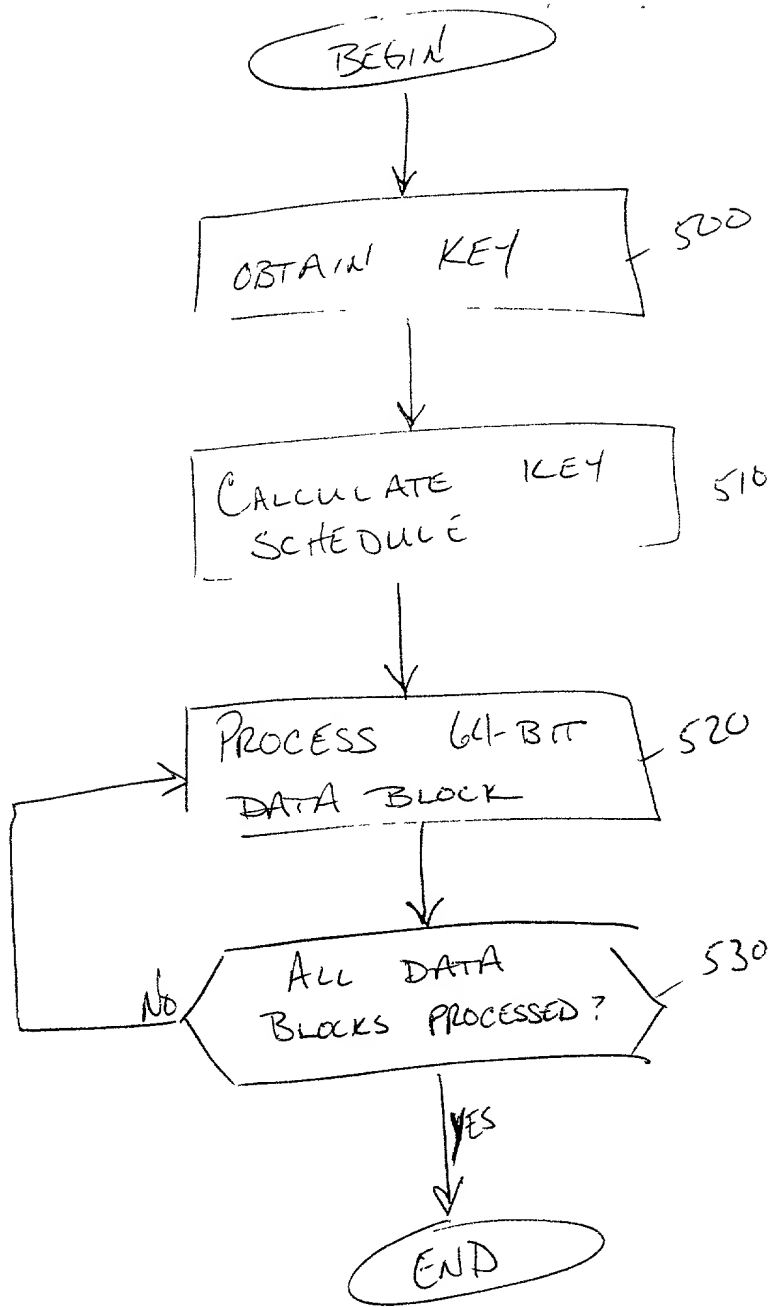 BEGIN
OBTAIN KEY
500
CALCULATE KEY
SCHEDULE
510
PROCESS 64-BIT
DATA BLOCK
520
ALL DATA
BLOCKS PROCESSED?
530
NO
YES
END